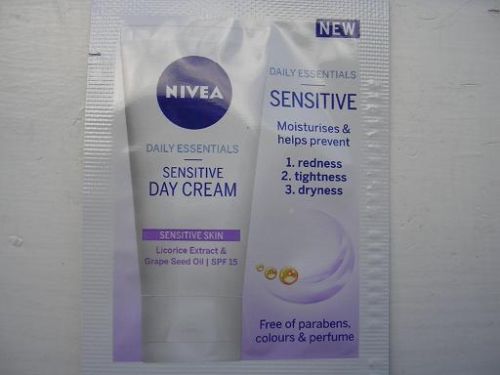 NEW
NIVEA
DAILY ESSENTIALS
SENSITIVE
DAY CREAM
SENSITIVE SKIN
Licorice Extract &
Grape Seed Oil | SPF 15
DAILY ESSENTIALS
SENSITIVE
Moisturises &
helps prevent
1. redness
2. tightness
3. dryness
Free of parabens,
colours & perfume